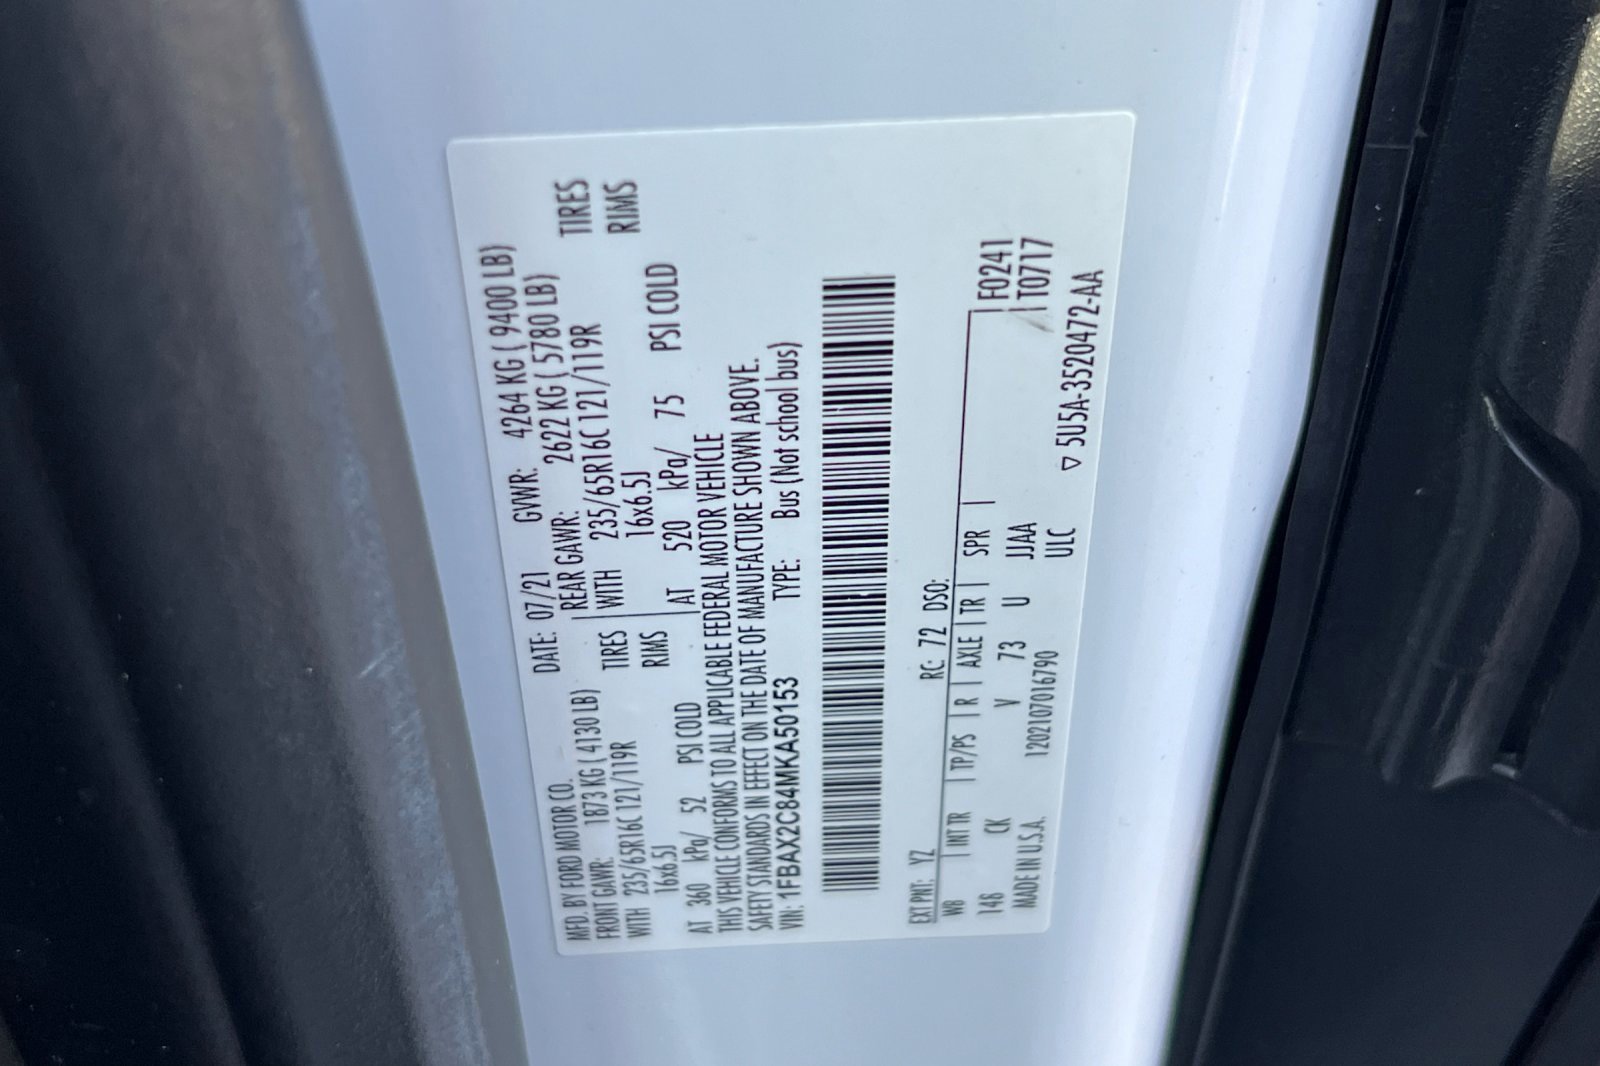 MFD. BY FORD MOTOR CO. DATE: 07/21 GVWR: 4264 KG ( 9400 LB)
FRONT GAWR: 1873 KG ( 4130 LB) REAR GAWR: 2622 KG ( 5780 LB)
WITH 235/65R16C 121/119R TIRES WITH 235/65R16C 121/119R TIRES
16x6.5J RIMS 16x6.5J RIMS
AT 360 kPa/ 52 PSI COLD AT 520 kPa/ 75 PSI COLD
THIS VEHICLE CONFORMS TO ALL APPLICABLE FEDERAL MOTOR VEHICLE
SAFETY STANDARDS IN EFFECT ON THE DATE OF MANUFACTURE SHOWN ABOVE.
VIN: 1FBAX2C84MKA50153 TYPE: Bus (Not school bus)
EXT PNT: YZ RC: 72 DSO:
WB INT TR TP/PS R AXLE TR SPR F0241
148 CK V 73 U JJAA T0717
MADE IN U.S.A. 120210701679​0 ULC
▽ 5U5A-3520472-AA